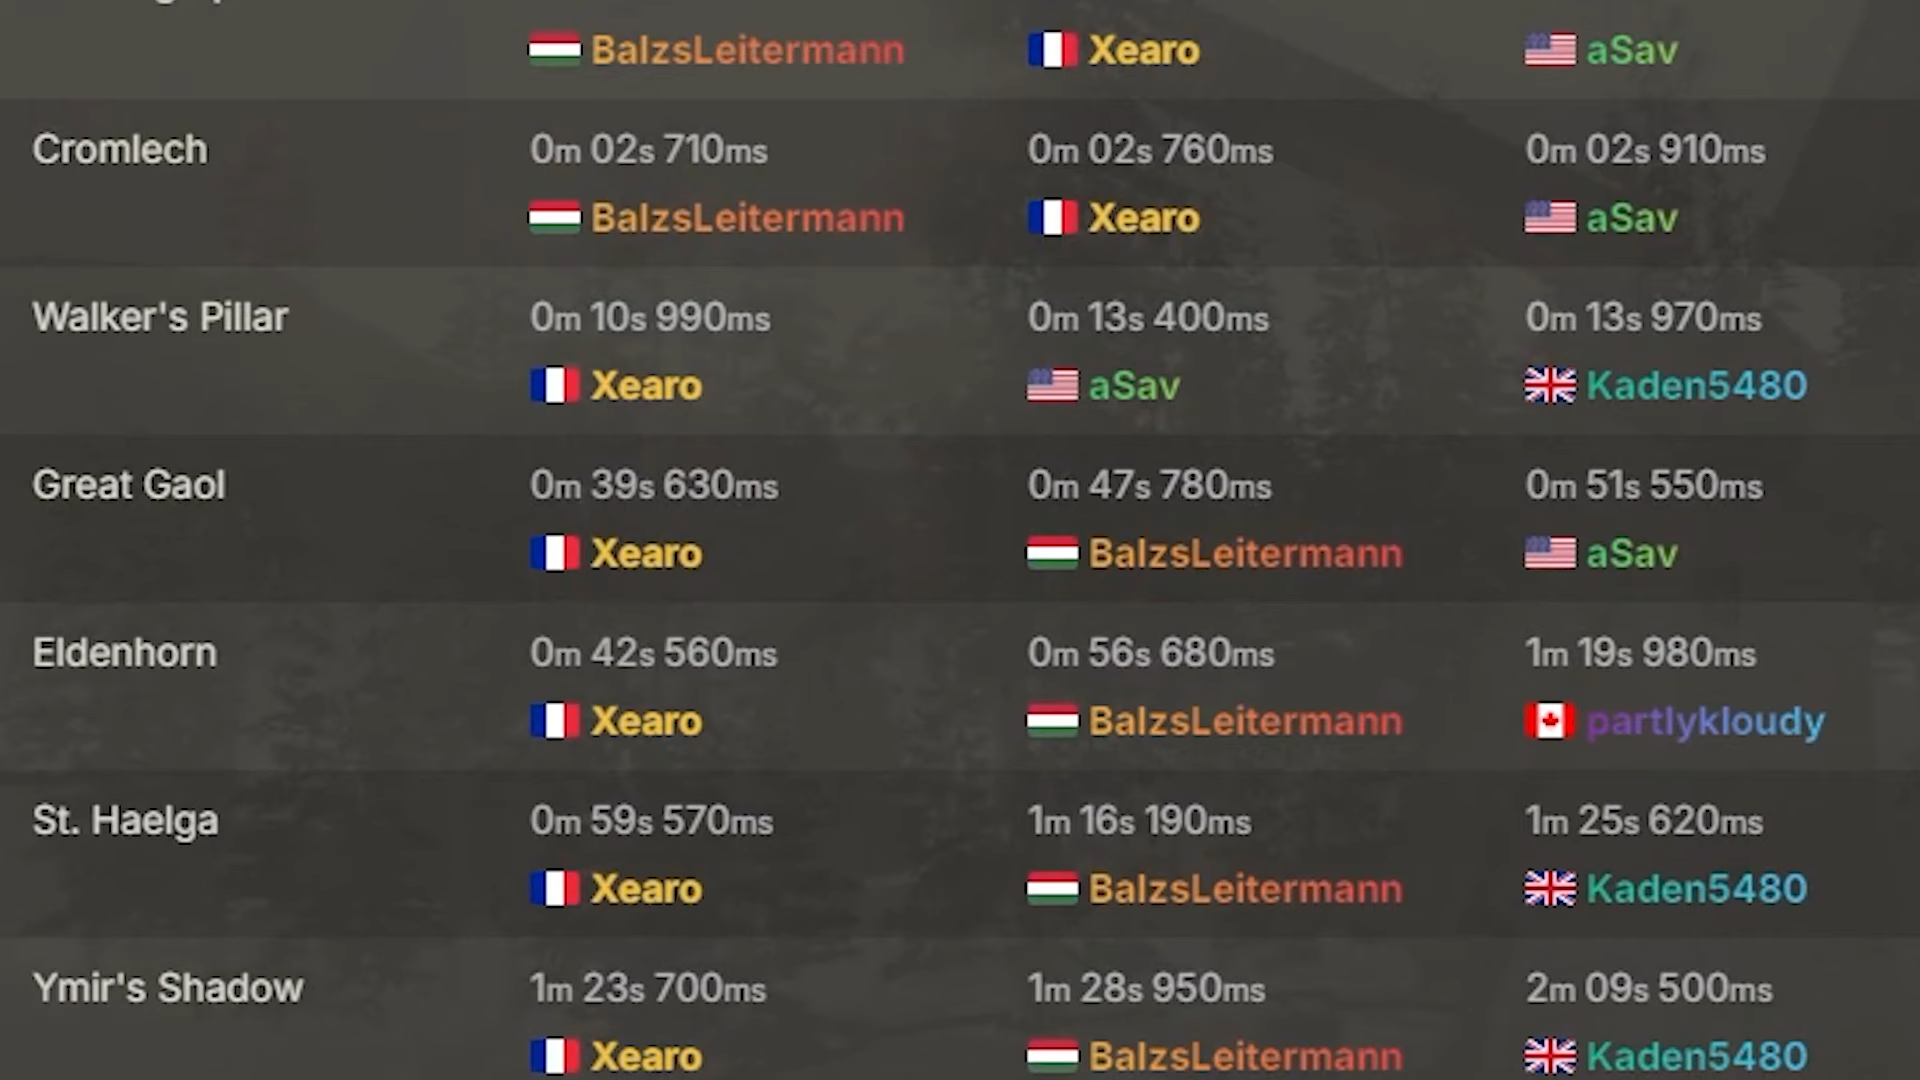 BalzsLeitermann Xearo aSav
Cromlech 0m 02s 710ms 0m 02s 760ms 0m 02s 910ms
BalzsLeitermann Xearo aSav
Walker's Pillar 0m 10s 990ms 0m 13s 400ms 0m 13s 970ms
Xearo aSav Kaden5480
Great Gaol 0m 39s 630ms 0m 47s 780ms 0m 51s 550ms
Xearo BalzsLeitermann aSav
Eldenhorn 0m 42s 560ms 0m 56s 680ms 1m 19s 980ms
Xearo BalzsLeitermann partlykloudy
St. Haelga 0m 59s 570ms 1m 16s 190ms 1m 25s 620ms
Xearo BalzsLeitermann Kaden5480
Ymir's Shadow 1m 23s 700ms 1m 28s 950ms 2m 09s 500ms
Xearo BalzsLeitermann Kaden5480